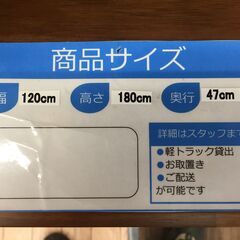 商品サイズ
幅 120cm 高さ 180cm 奥行 47cm
詳細はスタッフまで
●軽トラック貸出
●お取置き
●ご配送
が可能です